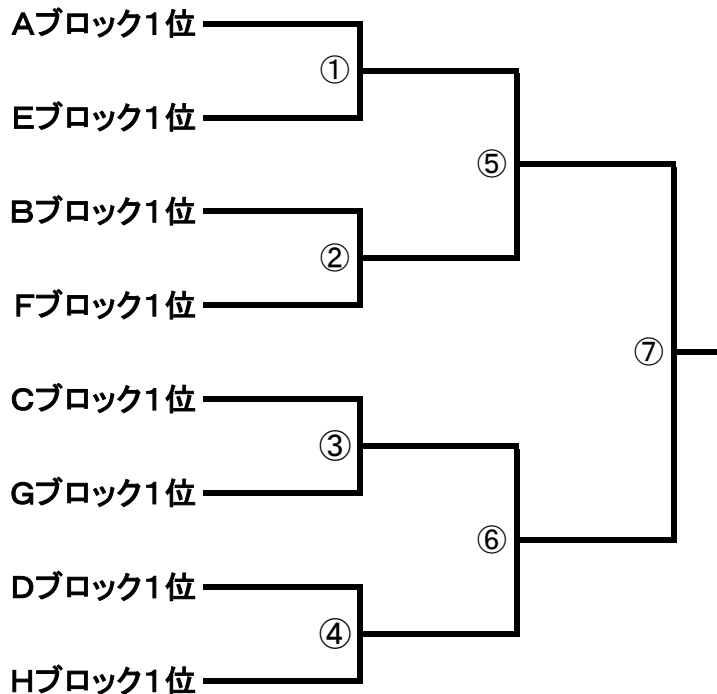 Aブロック1位
①
Eブロック1位
⑤
Bブロック1位
②
Fブロック1位
⑦
Cブロック1位
③
Gブロック1位
⑥
Dブロック1位
④
Hブロック1位